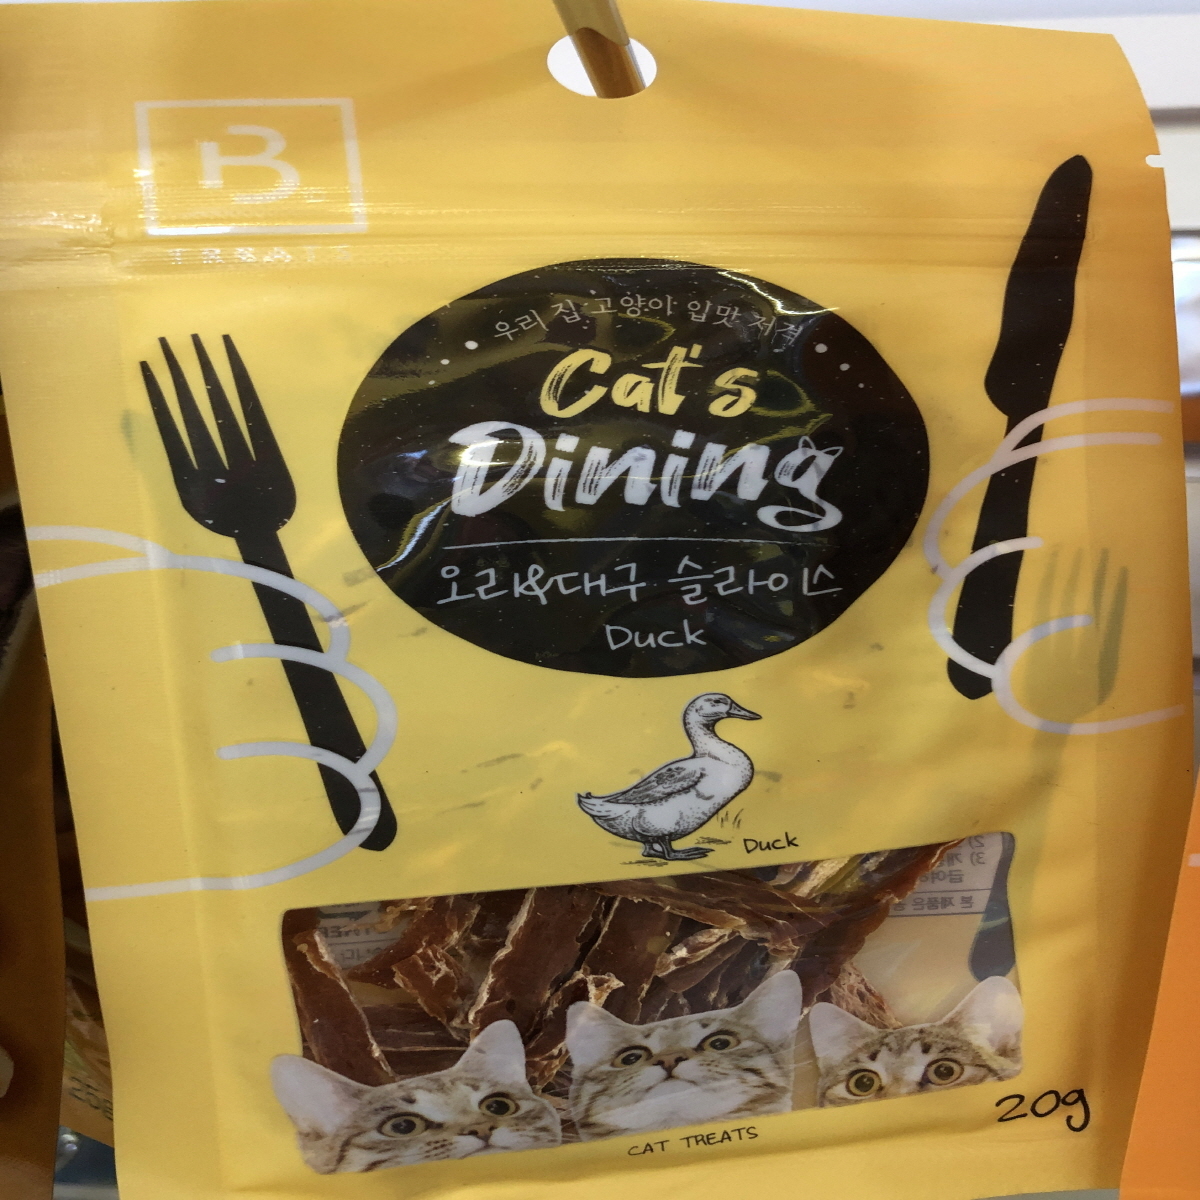 B
우리 집 고양이 입맛 저격
Cat's
Dining
오리&대구 슬라이스
Duck
Duck
CAT TREATS
20g